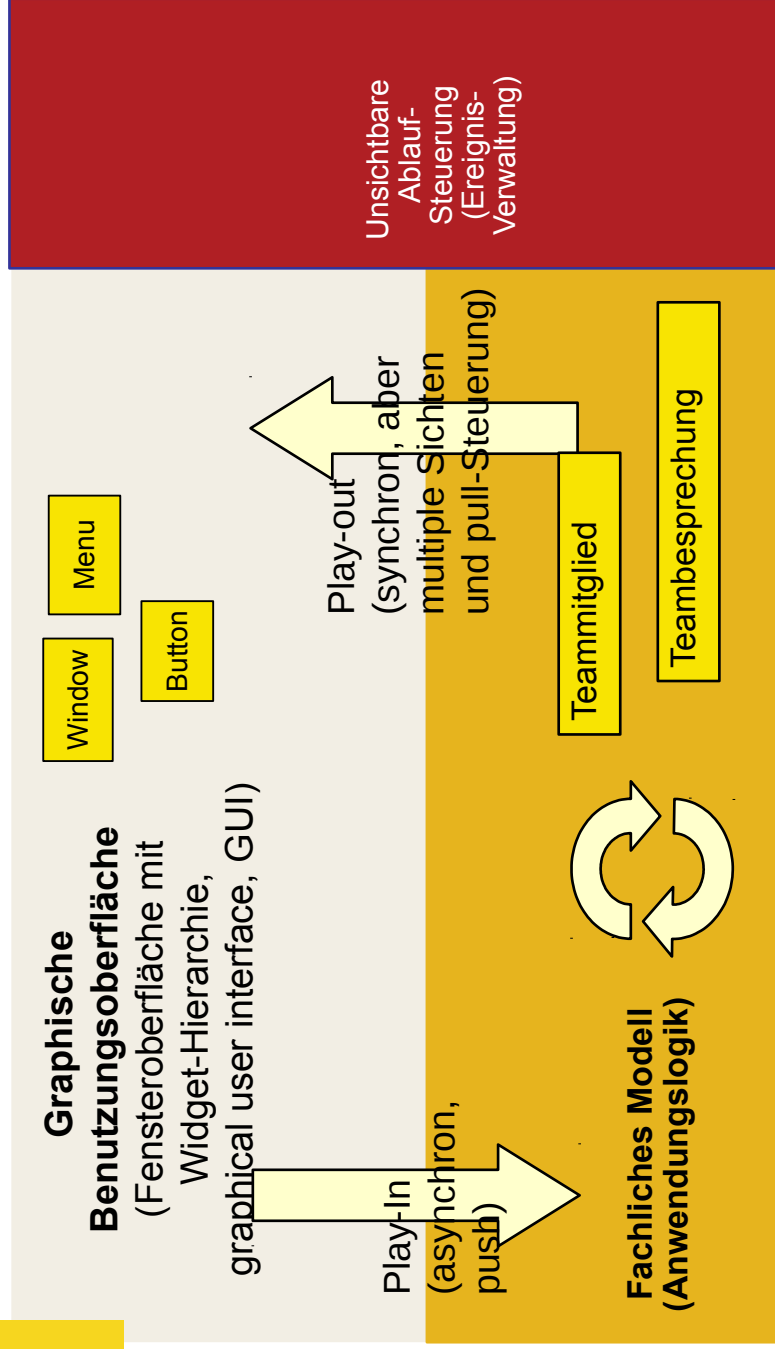 Graphische
Benutzungsoberfläche
(Fensteroberfläche mit
Widget-Hierarchie,
graphical user interface, GUI)
Window
Menu
Button
Play-In
(asynchron,
push)
Play-out
(synchron, aber
multiple Sichten
und pull-Steuerung)
Fachliches Modell
(Anwendungslogik)
Teammitglied
Teambesprechung
Unsichtbare
Ablauf-
Steuerung
(Ereignis-
Verwaltung)